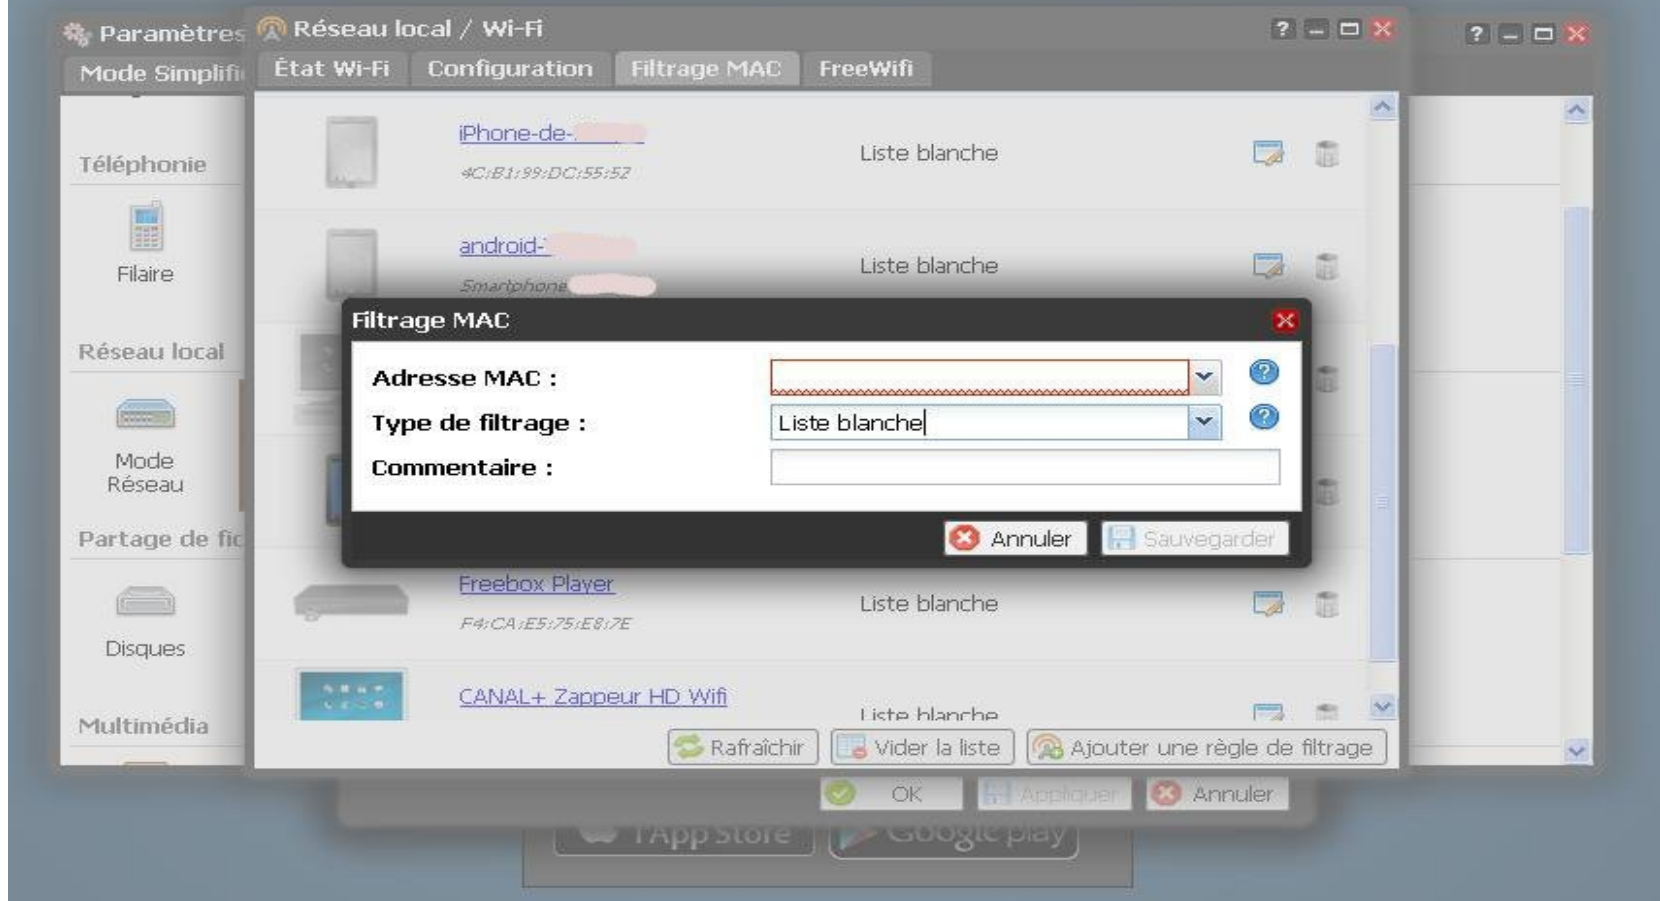 Paramètres
Réseau local / Wi-Fi
Mode Simplifi
État Wi-Fi
Configuration
Filtrage MAC
FreeWifi
Téléphonie
Filaire
Réseau local
Mode
Réseau
Partage de fic
Disques
Multimédia
iPhone-de-
4C:B1:99:DC:55:52
Liste blanche
android-
Smartphone
Liste blanche
Filtrage MAC
Adresse MAC :
Type de filtrage :
Liste blanche
Commentaire :
Annuler
Sauvegarder
Freebox Player
F4:CA:E5:75:E8:7E
Liste blanche
CANAL+ Zappeur HD Wifi
Liste blanche
Rafraîchir
Vider la liste
Ajouter une règle de filtrage
OK
Appliquer
Annuler
l'App Store
Google play